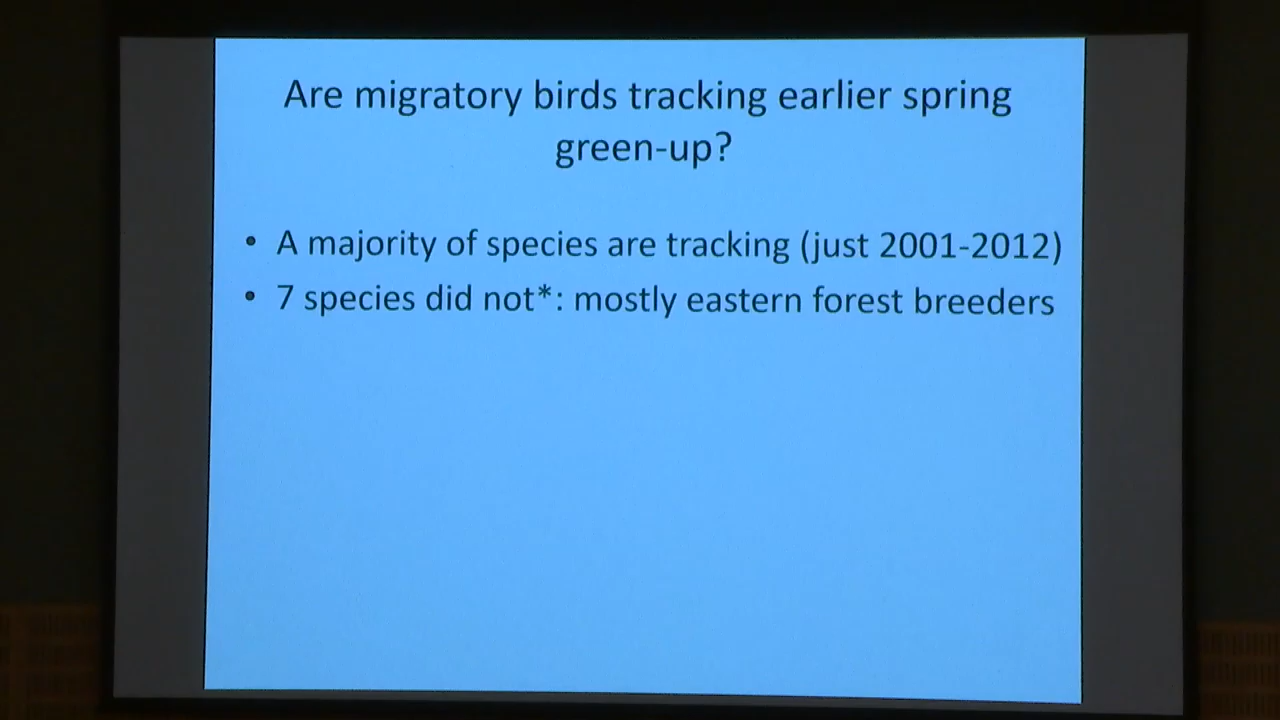 Are migratory birds tracking earlier spring
green-up?
• A majority of species are tracking (just 2001-2012)
• 7 species did not*: mostly eastern forest breeders